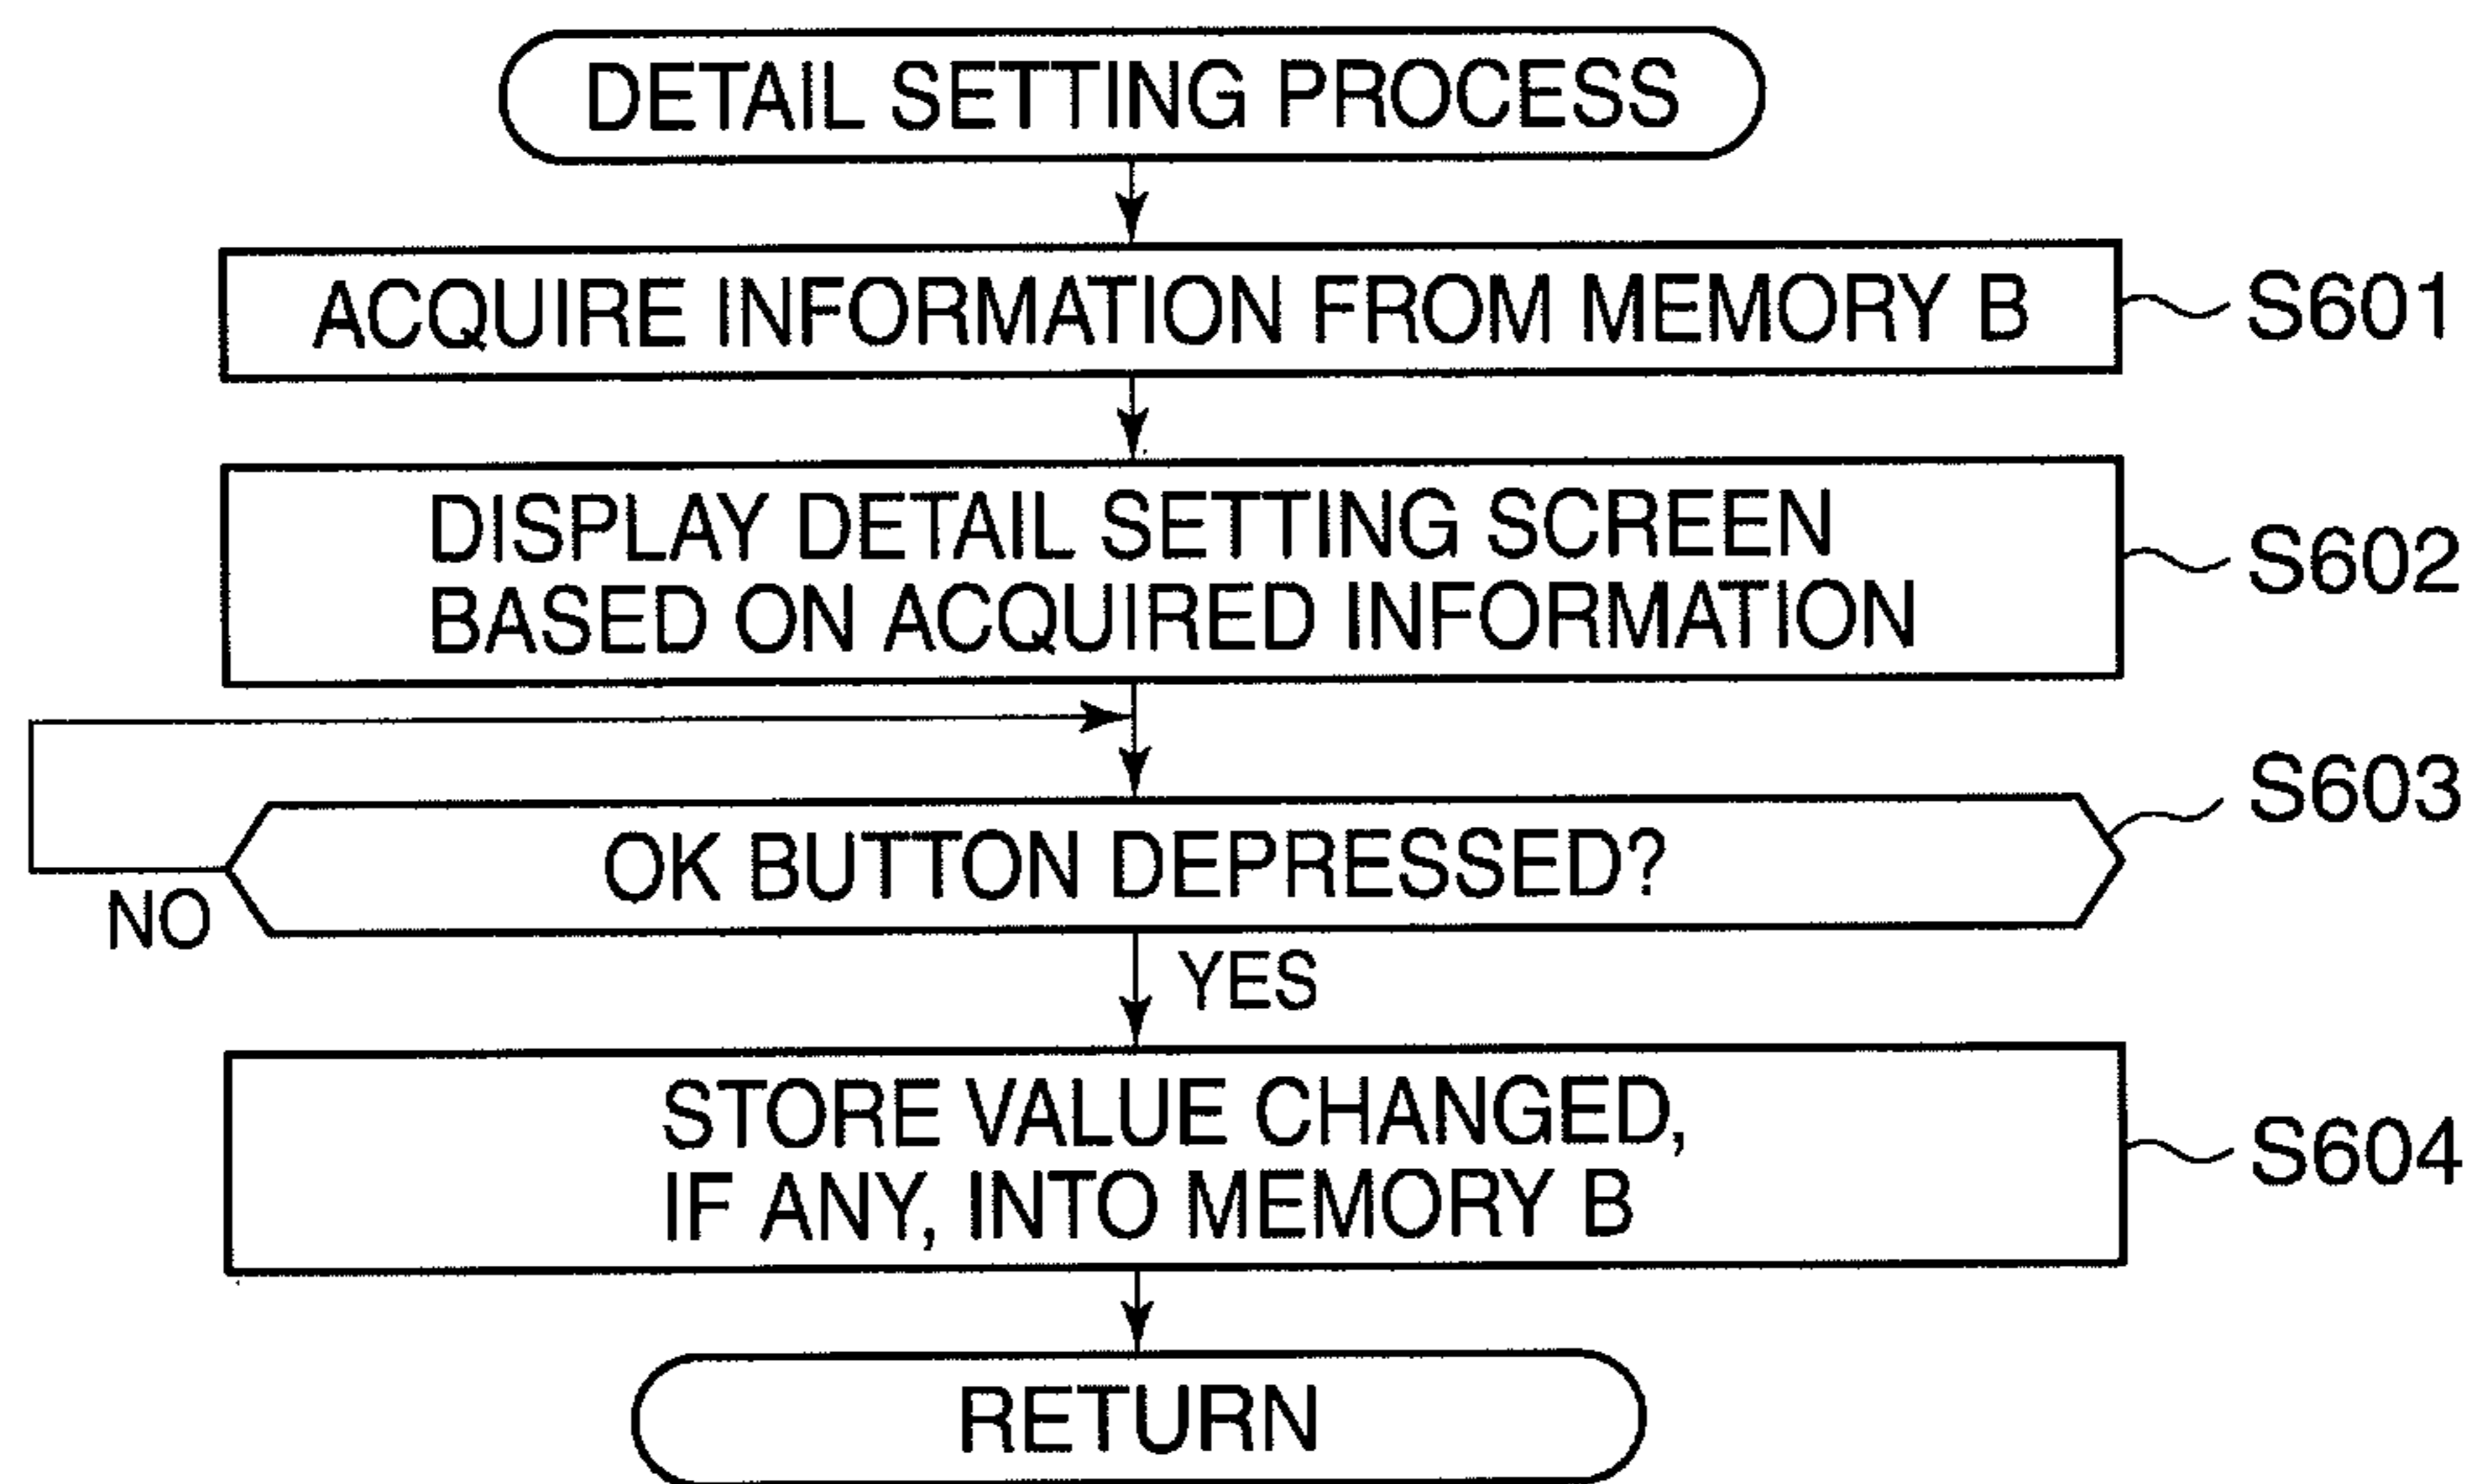 DETAIL SETTING PROCESS
ACQUIRE INFORMATION FROM MEMORY B
S601
DISPLAY DETAIL SETTING SCREEN
BASED ON ACQUIRED INFORMATION
S602
S603
OK BUTTON DEPRESSED?
NO
YES
STORE VALUE CHANGED,
IF ANY, INTO MEMORY B
S604
RETURN